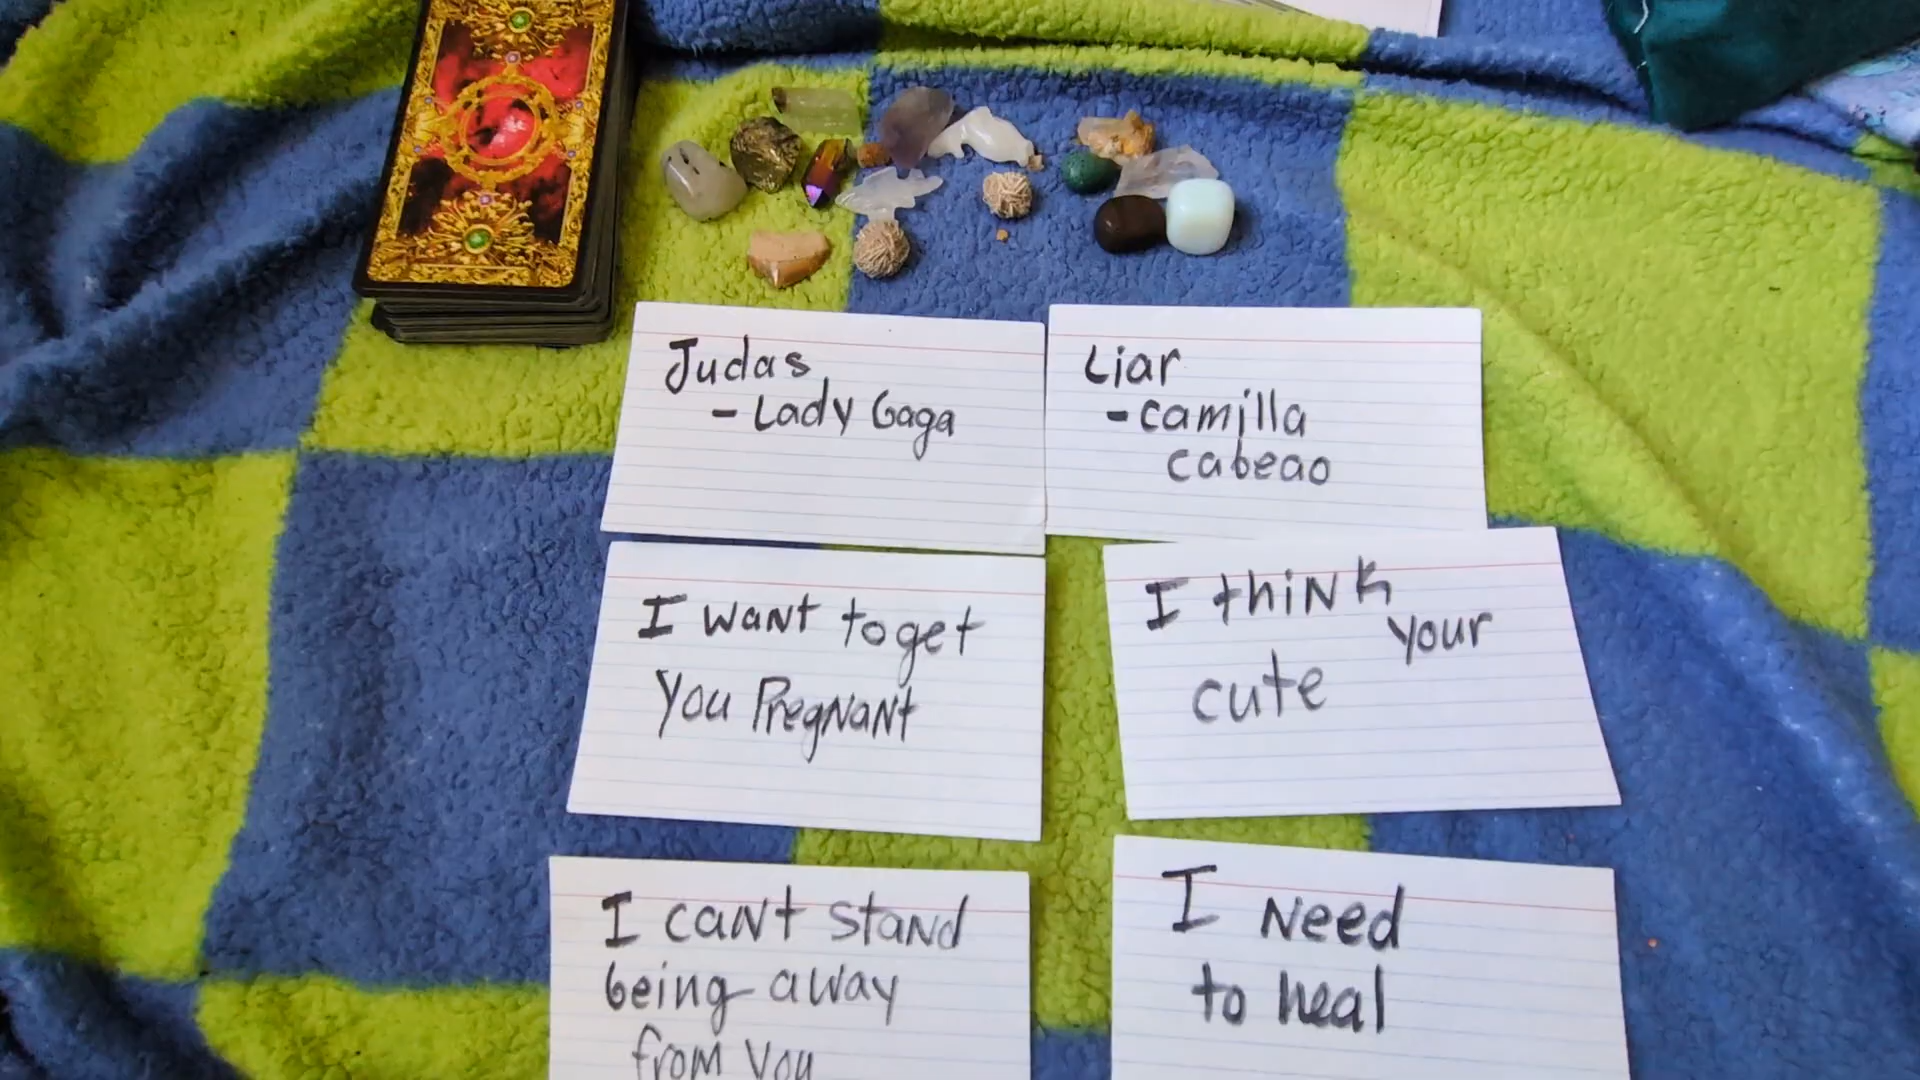 Judas
- Lady Gaga
Liar
- Camilla
Cabeao
I want to get
you Pregnant
I think
your
cute
I can't stand
being away
from you
I Need
to heal